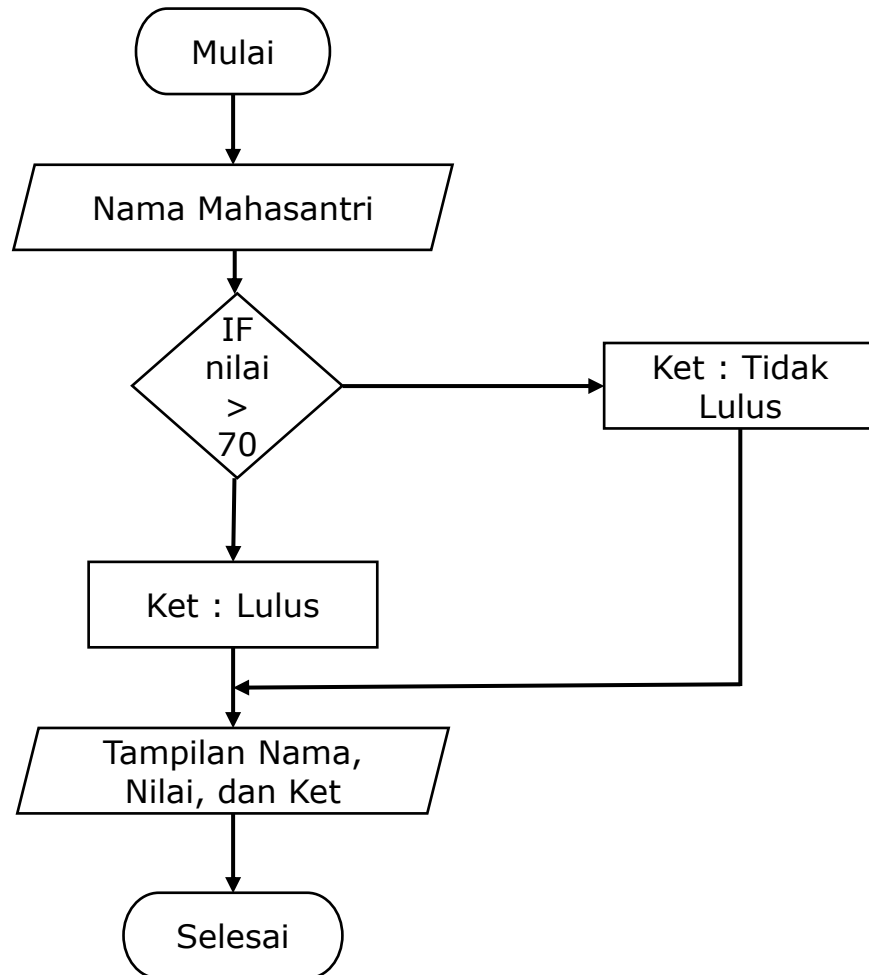 Mulai
Nama Mahasantri
IF
nilai
>
70
Ket : Tidak
Lulus
Ket : Lulus
Tampilan Nama,
Nilai, dan Ket
Selesai